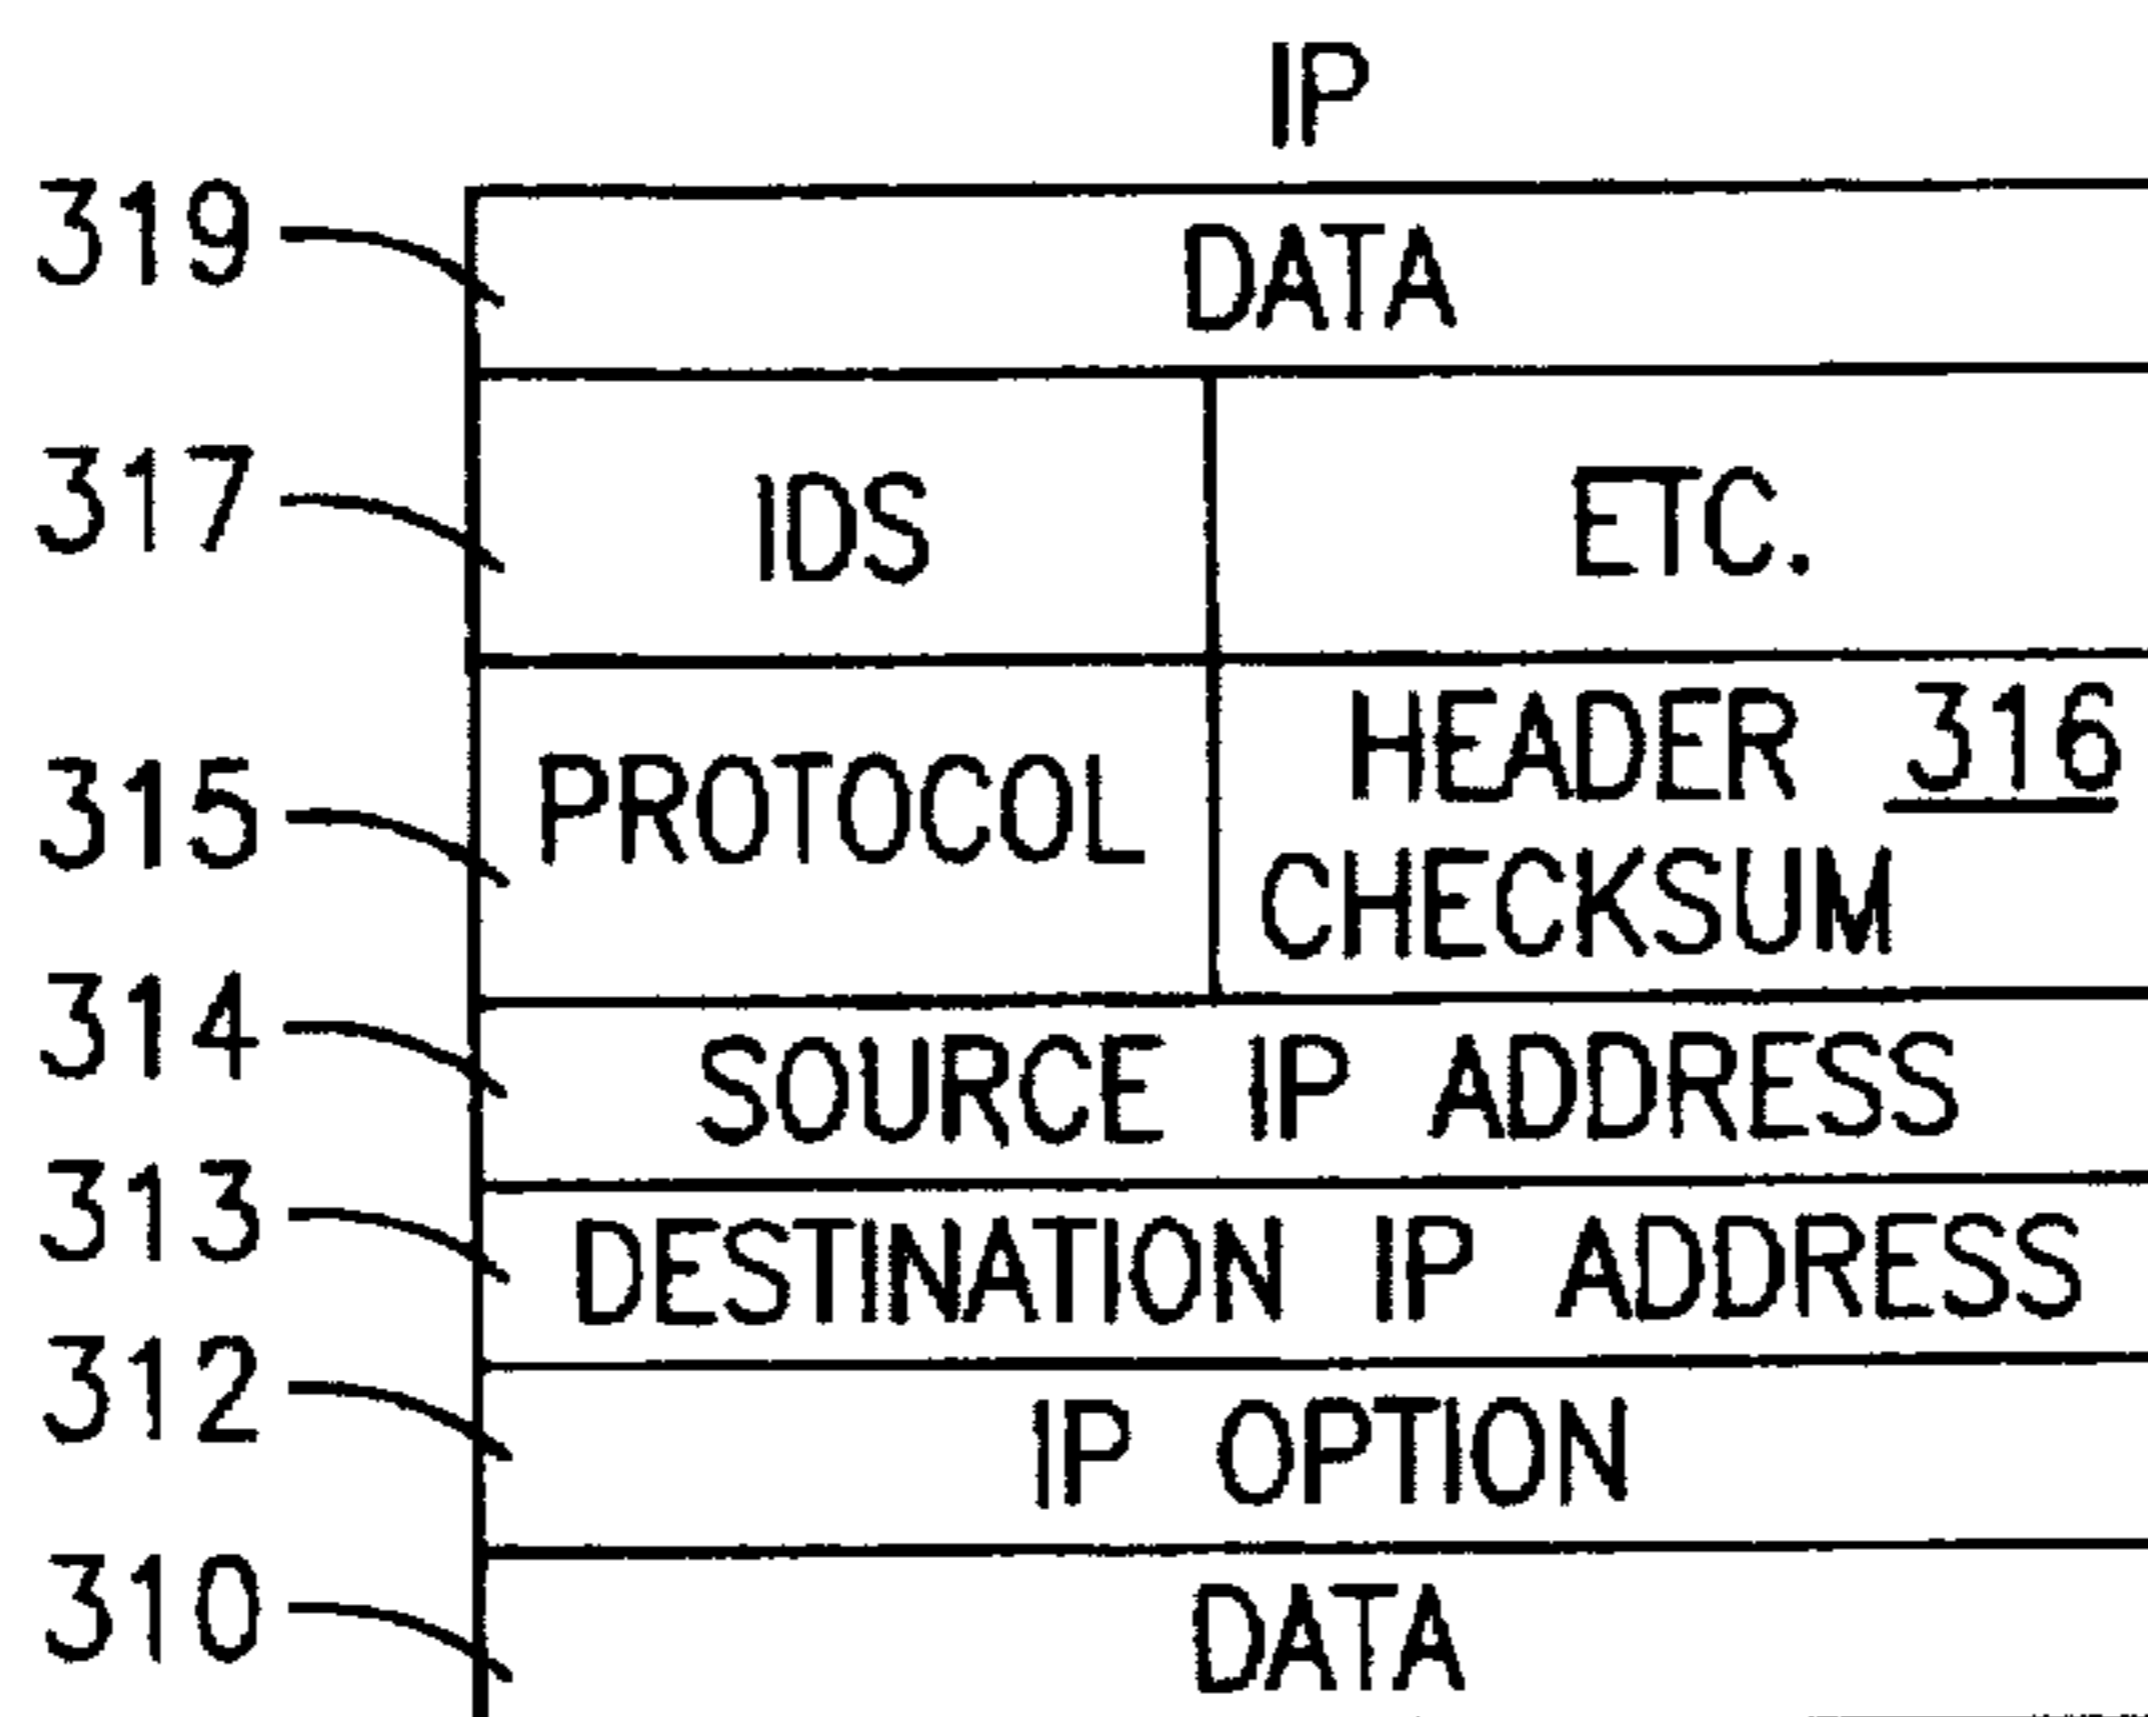 IP
319 DATA
317 IDS ETC.
315 PROTOCOL HEADER 316
CHECKSUM
314 SOURCE IP ADDRESS
313 DESTINATION IP ADDRESS
312 IP OPTION
310 DATA